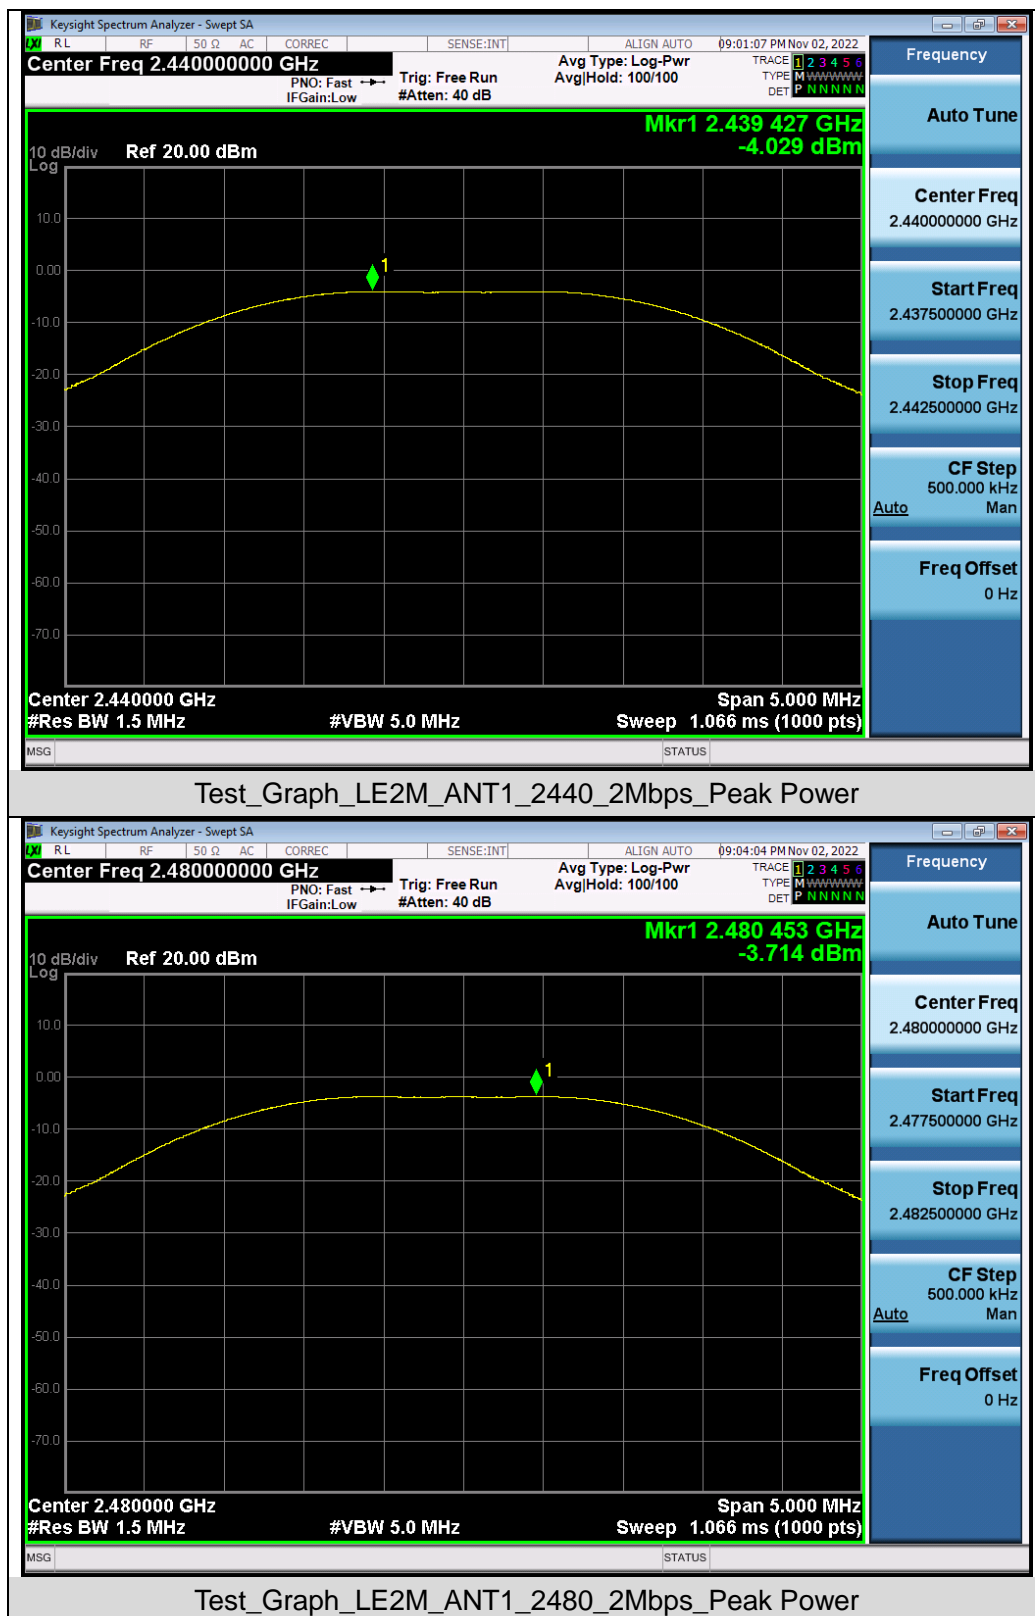 Keysight Spectrum Analyzer - Swept SA
LXI RL RF 50 Ω AC CORREC SENSE:INT ALIGN AUTO 09:01:07 PM Nov 02, 2022
Center Freq 2.440000000 GHz
PNO: Fast
IFGain:Low
Trig: Free Run
#Atten: 40 dB
Avg Type: Log-Pwr
Avg|Hold: 100/100
TRACE 1 2 3 4 5 6
TYPE M WWWWW
DET P N N N N N
Mkr1 2.439 427 GHz
-4.029 dBm
10 dB/div Ref 20.00 dBm
Log
10.0
0.00
1
-10.0
-20.0
-30.0
-40.0
-50.0
-60.0
-70.0
Center 2.440000 GHz Span 5.000 MHz
#Res BW 1.5 MHz #VBW 5.0 MHz Sweep 1.066 ms (1000 pts)
MSG STATUS
Frequency
Auto Tune
Center Freq
2.440000000 GHz
Start Freq
2.437500000 GHz
Stop Freq
2.442500000 GHz
CF Step
500.000 kHz
Auto Man
Freq Offset
0 Hz
Test_Graph_LE2M_ANT1_2440_2Mbps_Peak Power
Keysight Spectrum Analyzer - Swept SA
LXI RL RF 50 Ω AC CORREC SENSE:INT ALIGN AUTO 09:04:04 PM Nov 02, 2022
Center Freq 2.480000000 GHz
PNO: Fast
IFGain:Low
Trig: Free Run
#Atten: 40 dB
Avg Type: Log-Pwr
Avg|Hold: 100/100
TRACE 1 2 3 4 5 6
TYPE M WWWWW
DET P N N N N N
Mkr1 2.480 453 GHz
-3.714 dBm
10 dB/div Ref 20.00 dBm
Log
10.0
0.00
1
-10.0
-20.0
-30.0
-40.0
-50.0
-60.0
-70.0
Center 2.480000 GHz Span 5.000 MHz
#Res BW 1.5 MHz #VBW 5.0 MHz Sweep 1.066 ms (1000 pts)
MSG STATUS
Frequency
Auto Tune
Center Freq
2.480000000 GHz
Start Freq
2.477500000 GHz
Stop Freq
2.482500000 GHz
CF Step
500.000 kHz
Auto Man
Freq Offset
0 Hz
Test_Graph_LE2M_ANT1_2480_2Mbps_Peak Power